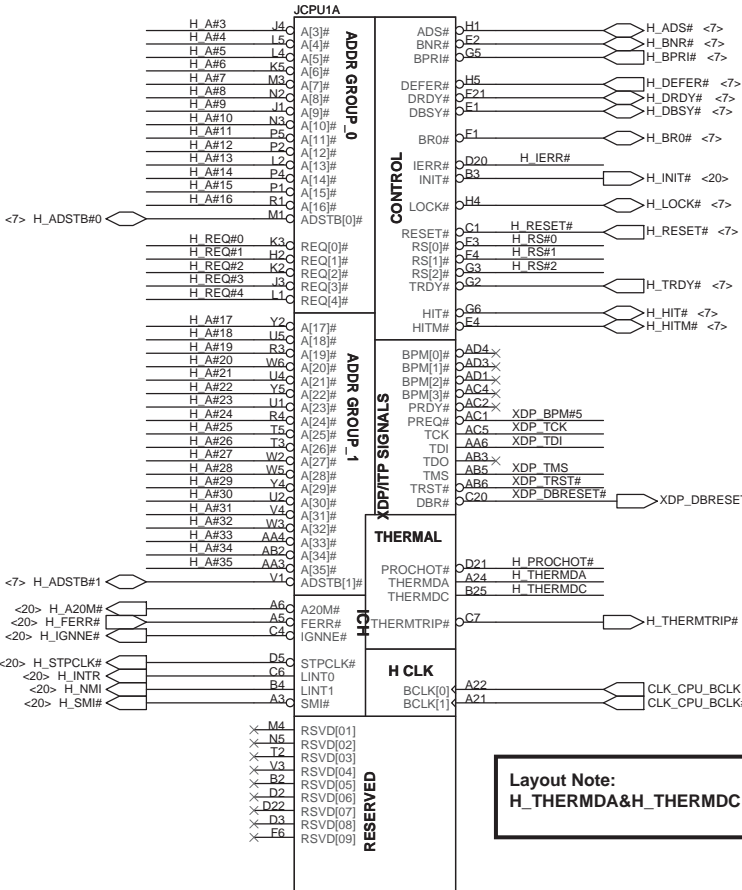 JCPU1A
H_A#3 J4 A[3]# ADS# H1 H_ADS# <7>
H_A#4 L5 A[4]# BNR# E2 H_BNR# <7>
H_A#5 L4 A[5]# BPRI# G5 H_BPRI# <7>
H_A#6 K5 A[6]#
H_A#7 M3 A[7]# DEFER# H5 H_DEFER# <7>
H_A#8 N2 A[8]# DRDY# F21 H_DRDY# <7>
H_A#9 J1 A[9]# DBSY# E1 H_DBSY# <7>
H_A#10 N3 A[10]#
H_A#11 P5 A[11]# BR0# F1 H_BR0# <7>
H_A#12 P2 A[12]#
H_A#13 L2 A[13]# IERR# D20 H_IERR#
H_A#14 P4 A[14]# INIT# B3 H_INIT# <20>
H_A#15 P1 A[15]#
H_A#16 R1 A[16]# LOCK# H4 H_LOCK# <7>
<7> H_ADSTB#0 M1 ADSTB[0]#
ADDR GROUP_0
CONTROL
RESET# C1 H_RESET# H_RESET# <7>
H_REQ#0 K3 REQ[0]# RS[0]# F3 H_RS#0
H_REQ#1 H2 REQ[1]# RS[1]# F4 H_RS#1
H_REQ#2 K2 REQ[2]# RS[2]# G3 H_RS#2
H_REQ#3 J3 REQ[3]# TRDY# G2 H_TRDY# <7>
H_REQ#4 L1 REQ[4]#
HIT# G6 H_HIT# <7>
H_A#17 Y2 A[17]# HITM# E4 H_HITM# <7>
H_A#18 U5 A[18]#
H_A#19 R3 A[19]# BPM[0]# AD4
H_A#20 W6 A[20]# BPM[1]# AD3
H_A#21 U4 A[21]# BPM[2]# AD1
H_A#22 Y5 A[22]# BPM[3]# AC4
H_A#23 U1 A[23]# PRDY# AC2
H_A#24 R4 A[24]# PREQ# AC1 XDP_BPM#5
H_A#25 T5 A[25]# TCK AC5 XDP_TCK
H_A#26 T3 A[26]# TDI AA6 XDP_TDI
H_A#27 W2 A[27]# TDO AB3
H_A#28 W5 A[28]# TMS AB5 XDP_TMS
H_A#29 Y4 A[29]# TRST# AB6 XDP_TRST#
H_A#30 U2 A[30]# DBR# C20 XDP_DBRESET# XDP_DBRESET
H_A#31 V4 A[31]#
H_A#32 W3 A[32]#
H_A#33 AA4 A[33]#
H_A#34 AB2 A[34]#
H_A#35 AA3 A[35]#
<7> H_ADSTB#1 V1 ADSTB[1]#
ADDR GROUP_1
XDP/ITP SIGNALS
THERMAL
PROCHOT# D21 H_PROCHOT#
THERMDA A24 H_THERMDA
THERMDC B25 H_THERMDC
<20> H_A20M# A6 A20M#
<20> H_FERR# A5 FERR# THERMTRIP# C7 H_THERMTRIP#
<20> H_IGNNE# C4 IGNNE#
ICH
<20> H_STPCLK# D5 STPCLK#
<20> H_INTR C6 LINT0
<20> H_NMI B4 LINT1
<20> H_SMI# A3 SMI#
H CLK
BCLK[0] A22 CLK_CPU_BCLK
BCLK[1] A21 CLK_CPU_BCLK#
M4 RSVD[01]
N5 RSVD[02]
T2 RSVD[03]
V3 RSVD[04]
B2 RSVD[05]
D2 RSVD[06]
D22 RSVD[07]
D3 RSVD[08]
F6 RSVD[09]
RESERVED
Layout Note:
H_THERMDA&H_THERMDC